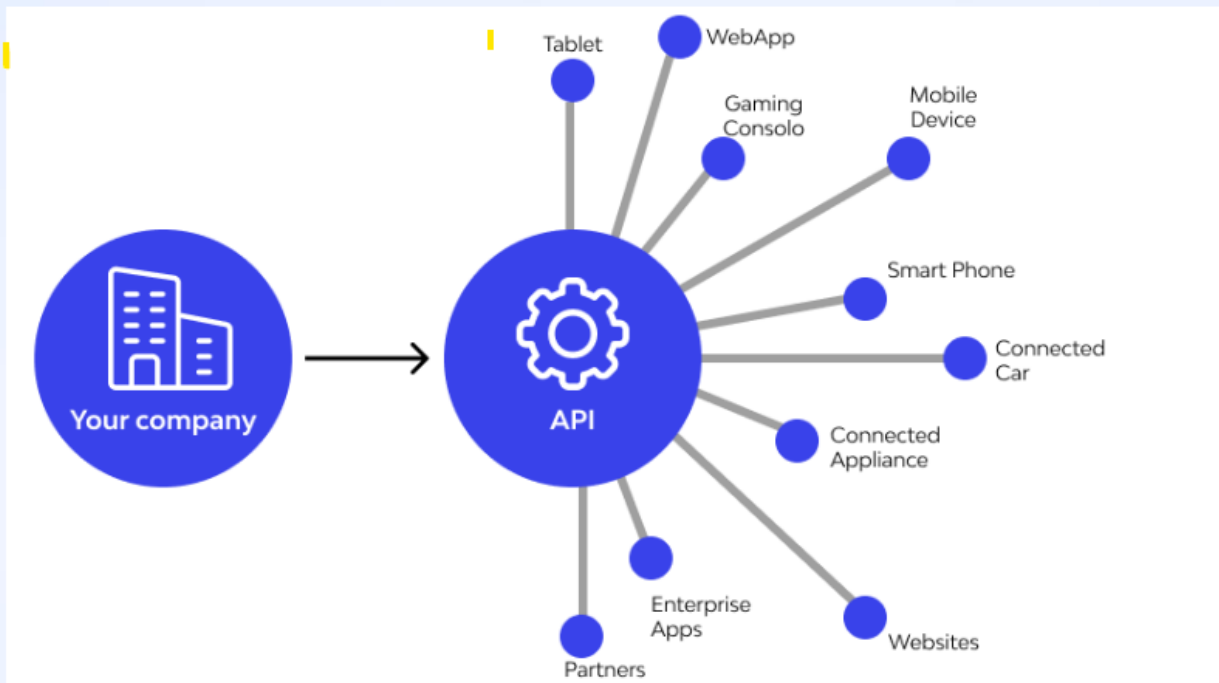 Tablet
WebApp
Gaming
Consolo
Mobile
Device
Smart Phone
Connected
Car
Your company
API
Connected
Appliance
Enterprise
Apps
Websites
Partners